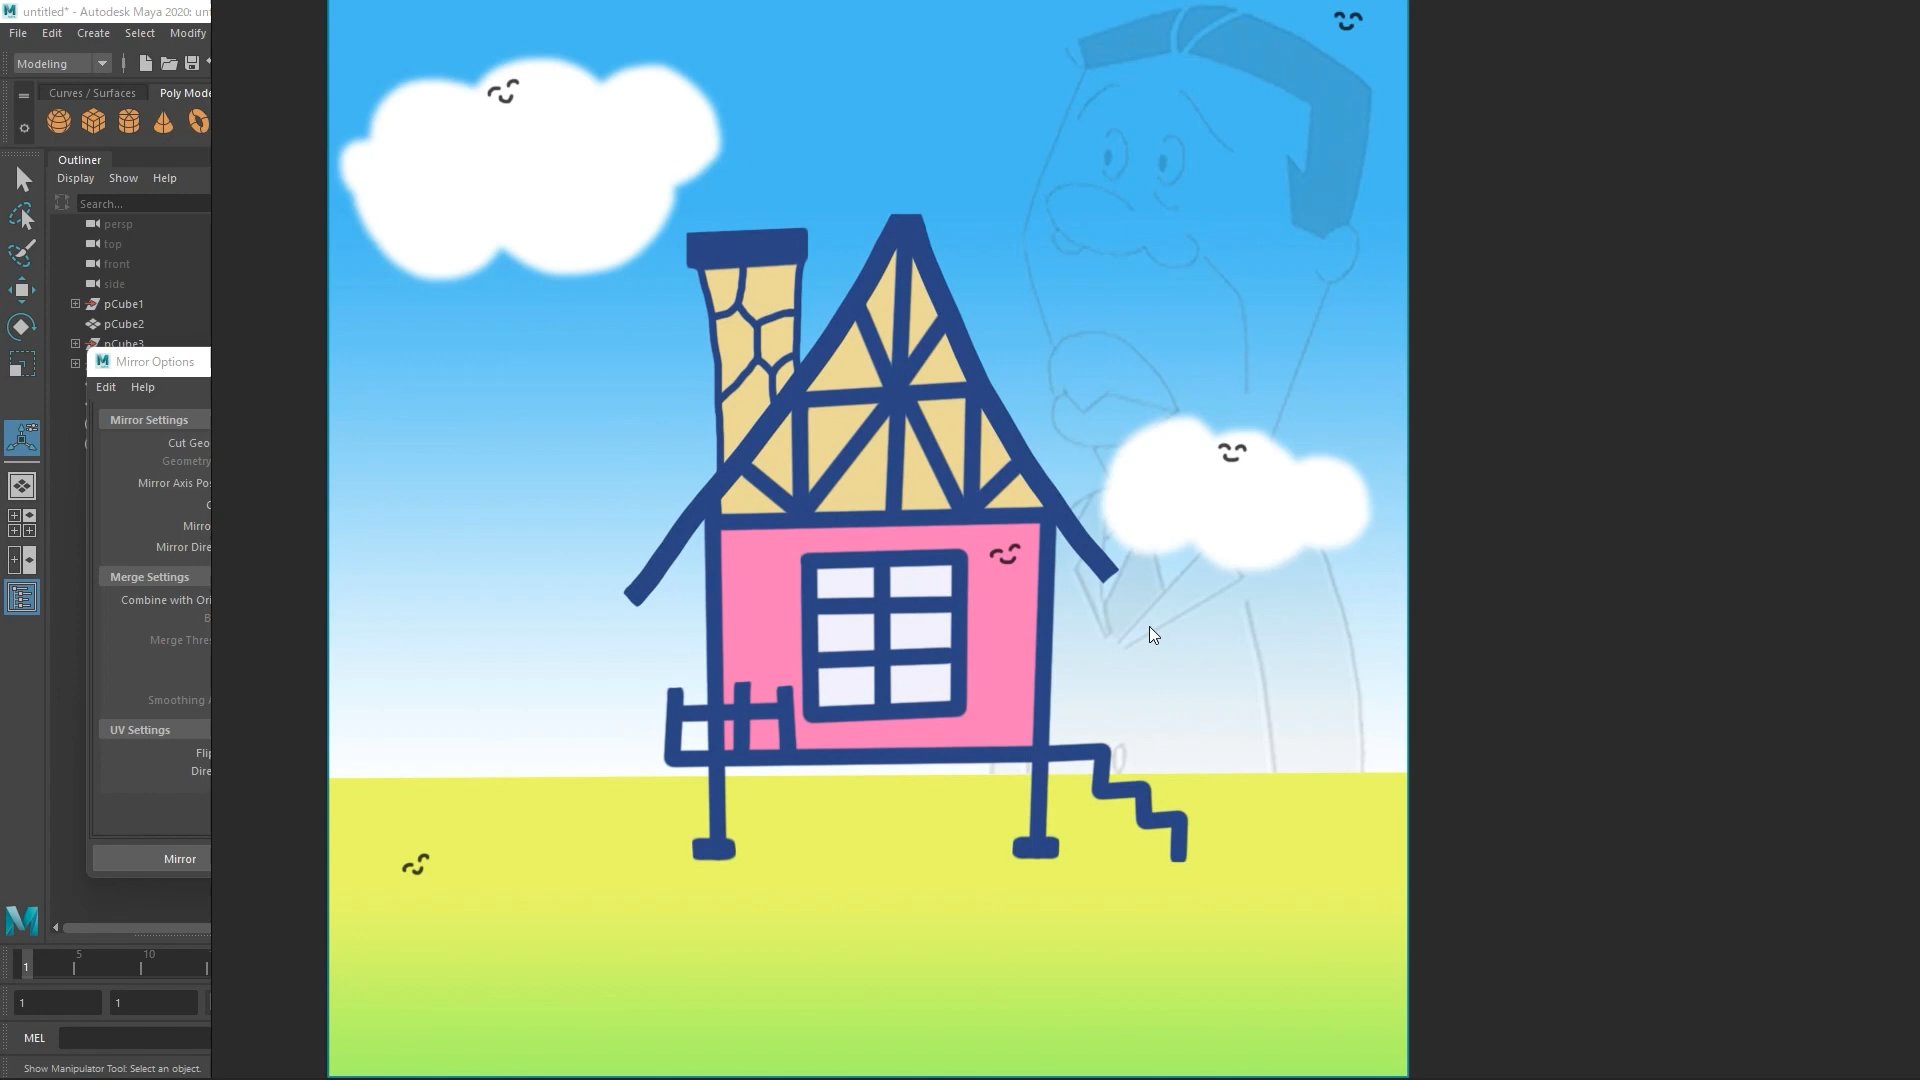 untitled* - Autodesk Maya 2020: un
File Edit Create Select Modify
Modeling
Curves / Surfaces Poly Mode
Outliner
Display Show Help
Search...
persp
top
front
side
pCube1
pCube2
pCube3
Mirror Options
Edit Help
Mirror Settings
Cut Geo
Geometry
Mirror Axis Pos
Mirro
Mirror Dire
Merge Settings
Combine with Ori
B
Merge Thres
Smoothing A
UV Settings
Flip
Dire
Mirror
5 10
1
1 1
MEL
Show Manipulator Tool: Select an object.